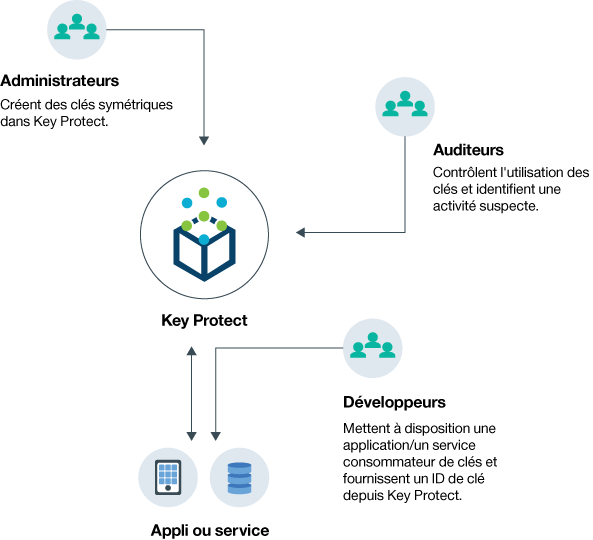 Administrateurs
Créent des clés symétriques
dans Key Protect.
Auditeurs
Contrôlent l'utilisation des
clés et identifient une
activité suspecte.
Key Protect
Développeurs
Mettent à disposition une
application/un service
consommateur de clés et
fournissent un ID de clé
depuis Key Protect.
Appli ou service